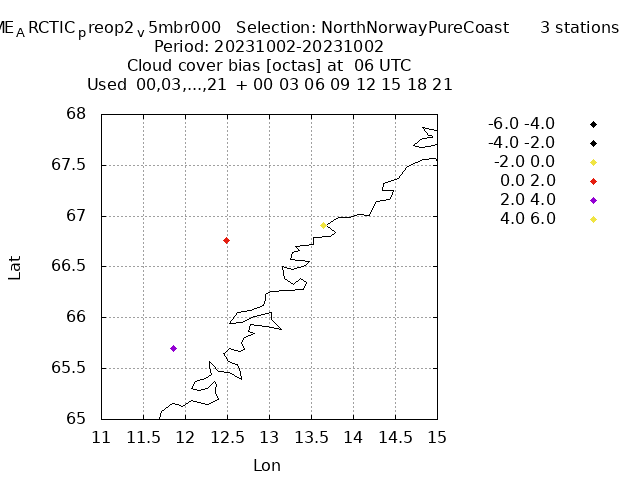 ME_ARCTIC_preop2_v5mbr000 Selection: NorthNorwayPureCoast 3 stations
Period: 20231002-20231002
Cloud cover bias [octas] at 06 UTC
Used 00,03,...,21 + 00 03 06 09 12 15 18 21
68
67.5
67
66.5
66
65.5
65
Lat
11 11.5 12 12.5 13 13.5 14 14.5 15
Lon
-6.0 -4.0
-4.0 -2.0
-2.0 0.0
0.0 2.0
2.0 4.0
4.0 6.0